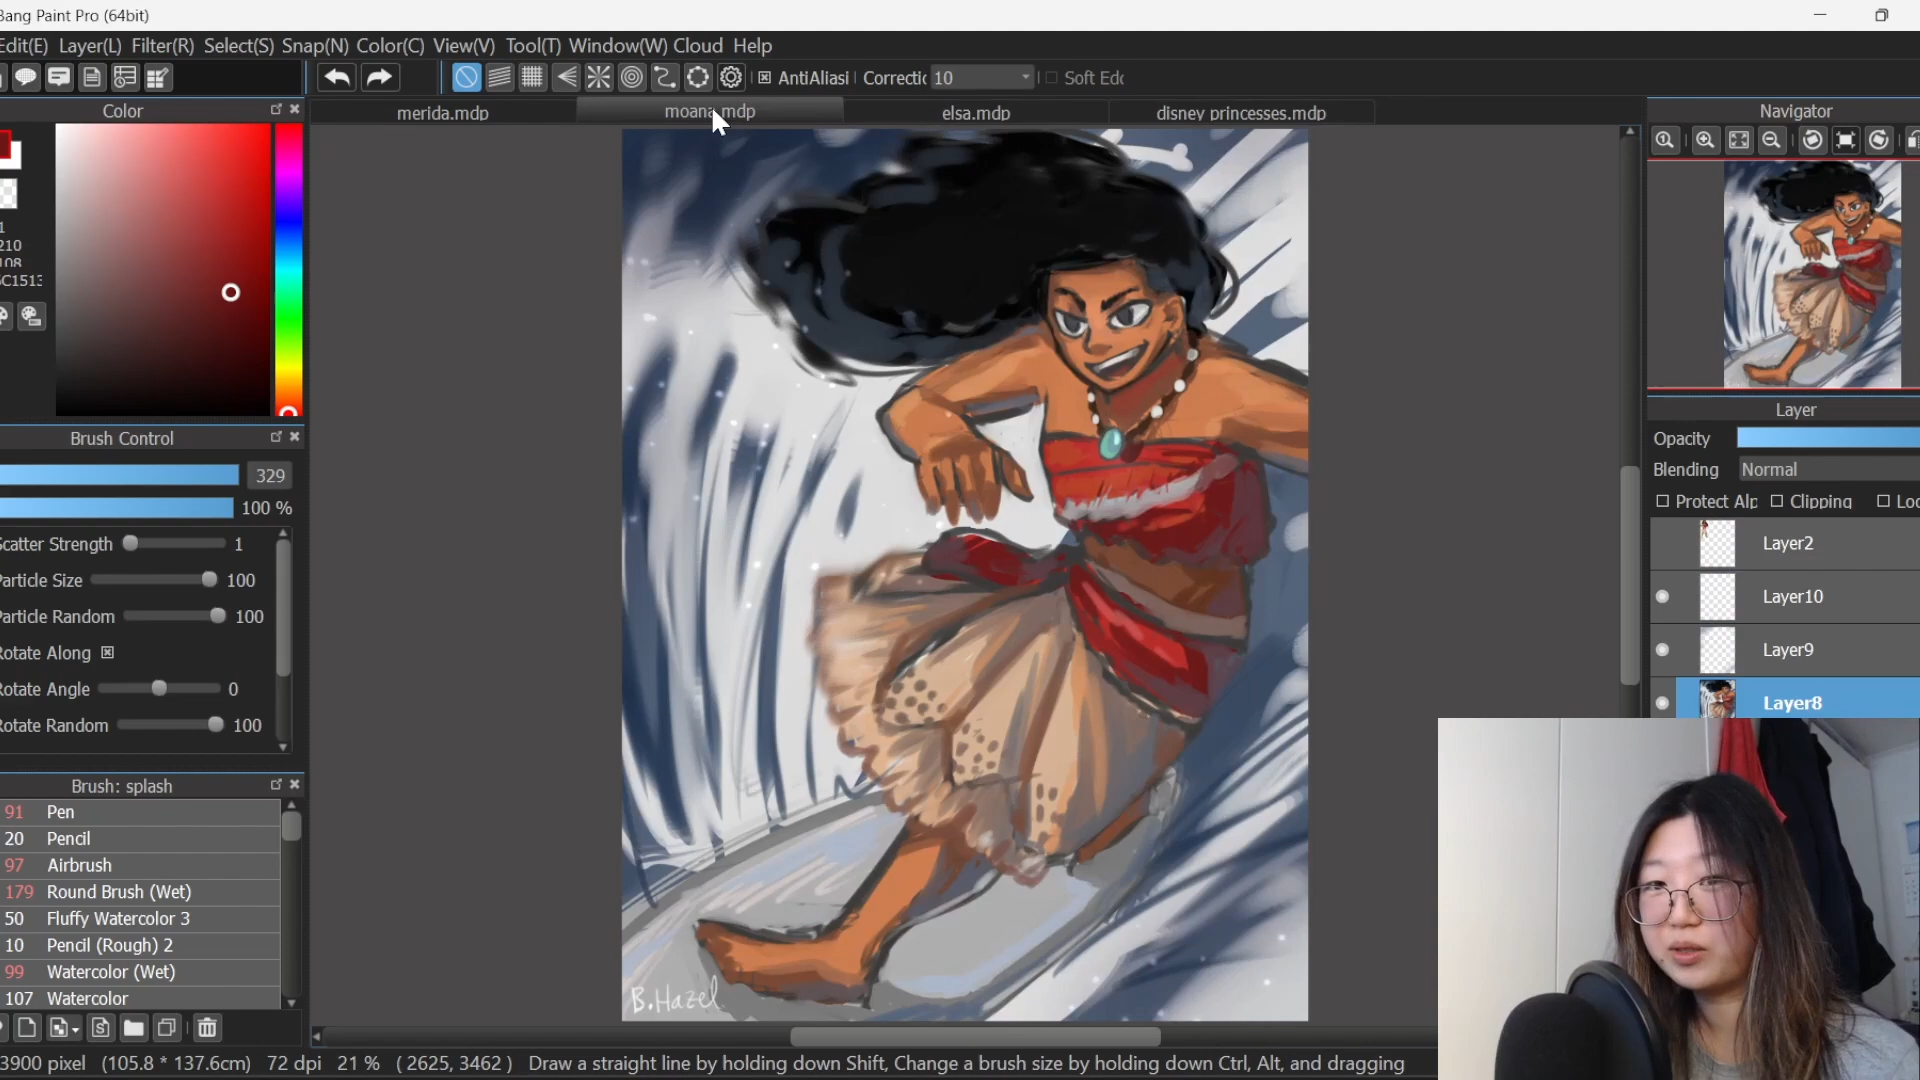 Bang Paint Pro (64bit)
Edit(E) Layer(L) Filter(R) Select(S) Snap(N) Color(C) View(V) Tool(T) Window(W) Cloud Help
AntiAliasi Correctic 10 Soft Edc
Color
merida.mdp moana.mdp elsa.mdp disney princesses.mdp
Navigator
1
210
108
5C1513
Brush Control
329
100 %
Scatter Strength 1
Particle Size 100
Particle Random 100
Rotate Along
Rotate Angle 0
Rotate Random 100
Brush: splash
91 Pen
20 Pencil
97 Airbrush
179 Round Brush (Wet)
50 Fluffy Watercolor 3
10 Pencil (Rough) 2
99 Watercolor (Wet)
107 Watercolor
B.Hazel
Layer
Opacity
Blending Normal
Protect Alp Clipping Loc
Layer2
Layer10
Layer9
Layer8
3900 pixel (105.8 * 137.6cm) 72 dpi 21 % ( 2625, 3462 ) Draw a straight line by holding down Shift, Change a brush size by holding down Ctrl, Alt, and dragging